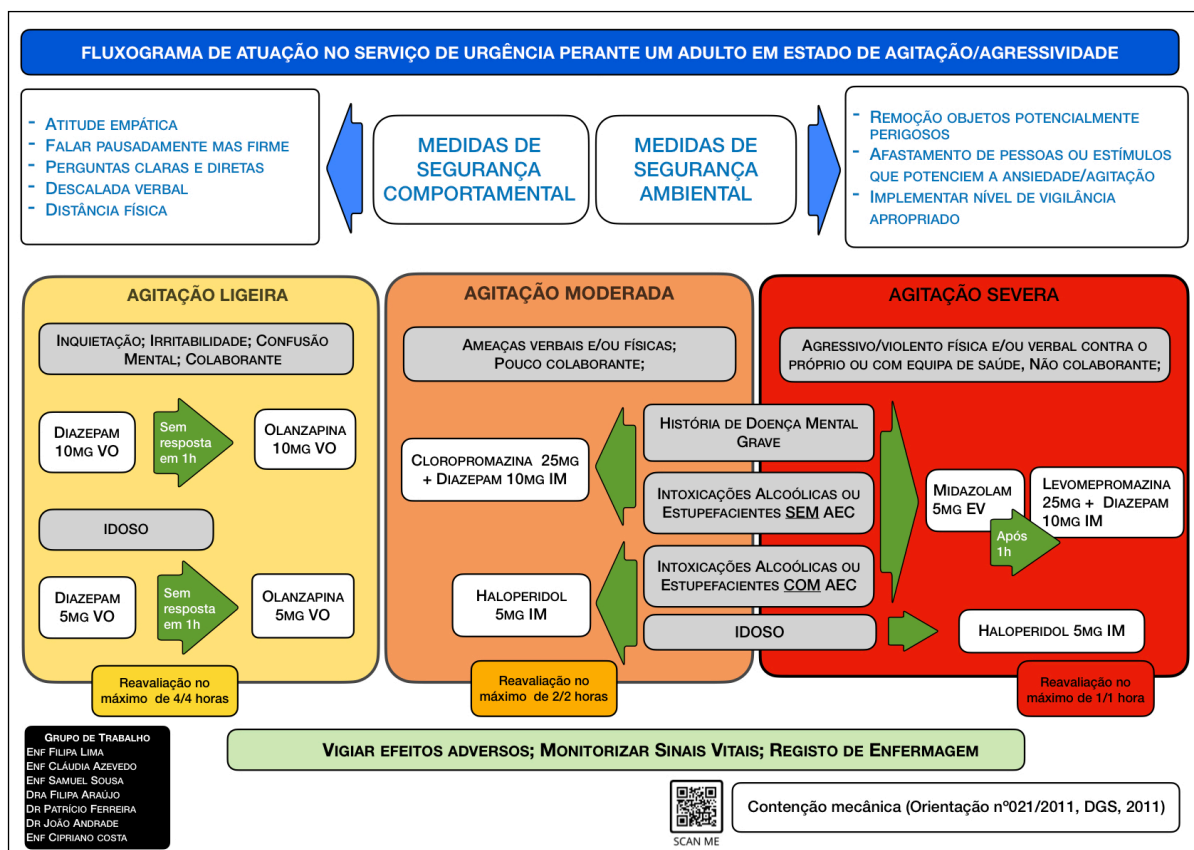 FLUXOGRAMA DE ATUAÇÃO NO SERVIÇO DE URGÊNCIA PERANTE UM ADULTO EM ESTADO DE AGITAÇÃO/AGRESSIVIDADE
- ATITUDE EMPÁTICA
- FALAR PAUSADAMENTE MAS FIRME
- PERGUNTAS CLARAS E DIRETAS
- DESCALADA VERBAL
- DISTÂNCIA FÍSICA
MEDIDAS DE
SEGURANÇA
COMPORTAMENTAL
MEDIDAS DE
SEGURANÇA
AMBIENTAL
- REMOÇÃO OBJETOS POTENCIALMENTE
PERIGOSOS
- AFASTAMENTO DE PESSOAS OU ESTÍMULOS
QUE POTENCIEM A ANSIEDADE/AGITAÇÃO
- IMPLEMENTAR NÍVEL DE VIGILÂNCIA
APROPRIADO
AGITAÇÃO LIGEIRA
INQUIETAÇÃO; IRRITABILIDADE; CONFUSÃO
MENTAL; COLABORANTE
DIAZEPAM
10MG VO
Sem
resposta
em 1h
OLANZAPINA
10MG VO
IDOSO
DIAZEPAM
5MG VO
Sem
resposta
em 1h
OLANZAPINA
5MG VO
Reavaliação no
máximo de 4/4 horas
AGITAÇÃO MODERADA
AMEAÇAS VERBAIS E/OU FÍSICAS;
POUCO COLABORANTE;
CLOROPROMAZINA 25MG
+ DIAZEPAM 10MG IM
HALOPERIDOL
5MG IM
HISTÓRIA DE DOENÇA MENTAL
GRAVE
INTOXICAÇÕES ALCOÓLICAS OU
ESTUPEFACIENTES SEM AEC
INTOXICAÇÕES ALCOÓLICAS OU
ESTUPEFACIENTES COM AEC
IDOSO
Reavaliação no
máximo de 2/2 horas
AGITAÇÃO SEVERA
AGRESSIVO/VIOLENTO FÍSICA E/OU VERBAL CONTRA O
PRÓPRIO OU COM EQUIPA DE SAÚDE, NÃO COLABORANTE;
MIDAZOLAM
5MG EV
Após
1h
LEVOMEPROMAZINA
25MG + DIAZEPAM
10MG IM
HALOPERIDOL 5MG IM
Reavaliação no
máximo de 1/1 hora
GRUPO DE TRABALHO
ENF FILIPA LIMA
ENF CLÁUDIA AZEVEDO
ENF SAMUEL SOUSA
DRA FILIPA ARAÚJO
DR PATRÍCIO FERREIRA
DR JOÃO ANDRADE
ENF CIPRIANO COSTA
VIGIAR EFEITOS ADVERSOS; MONITORIZAR SINAIS VITAIS; REGISTO DE ENFERMAGEM
SCAN ME
Contenção mecânica (Orientação nº021/2011, DGS, 2011)